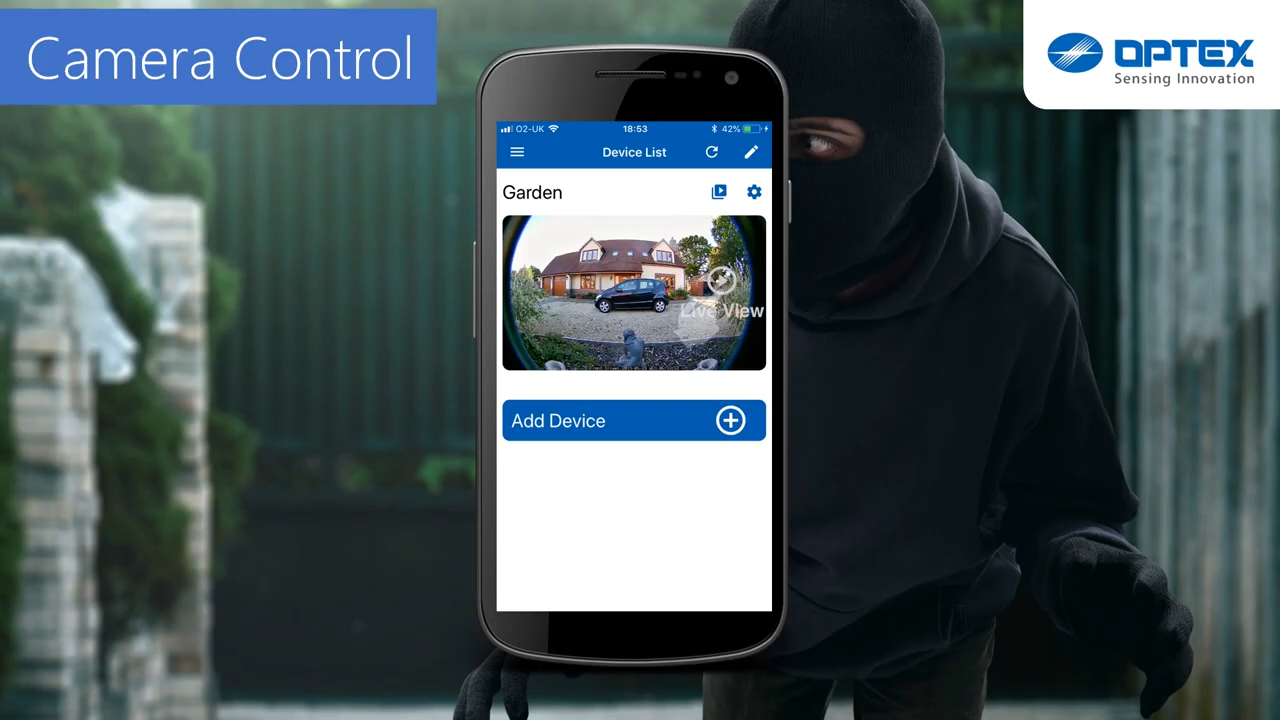 Camera Control
OPTEX
Sensing Innovation
O2-UK
18:53
42%
Device List
Garden
Live View
Add Device